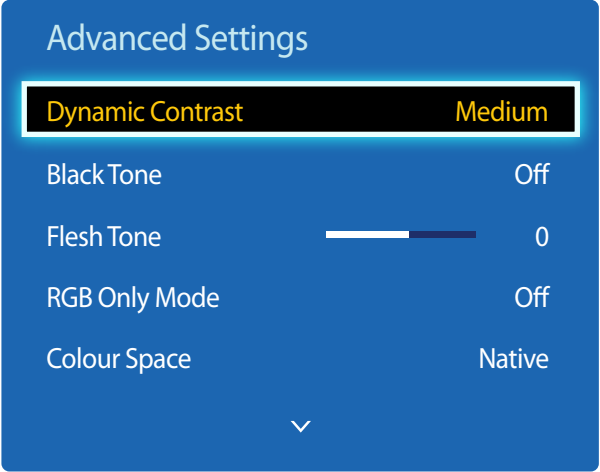 Advanced Settings
Dynamic Contrast Medium
Black Tone Off
Flesh Tone 0
RGB Only Mode Off
Colour Space Native